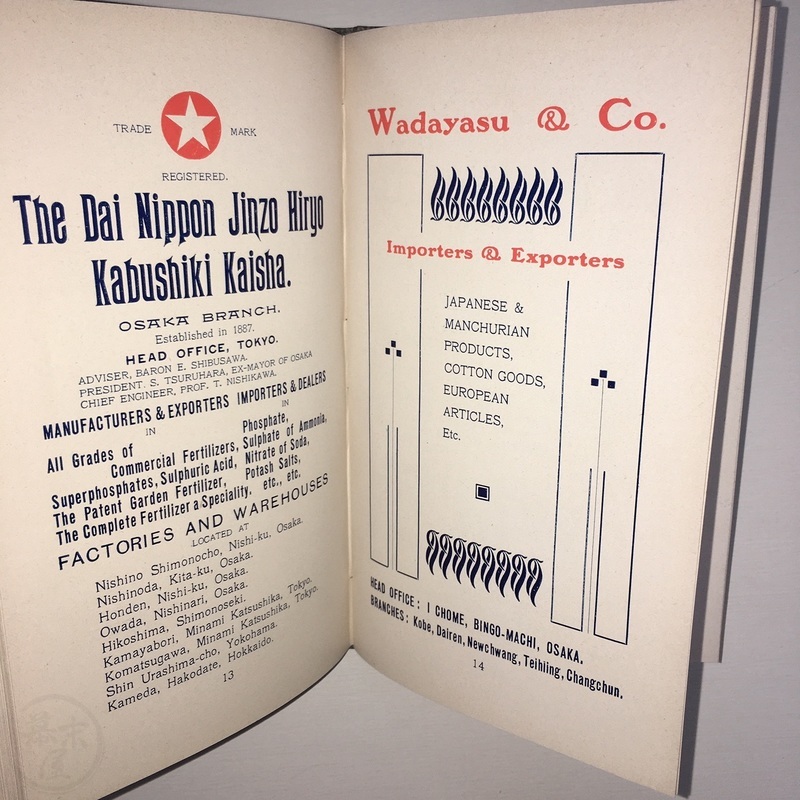 TRADE MARK
REGISTERED.
The Dai Nippon Jinzo Hiryo
Kabushiki Kaisha.
OSAKA BRANCH.
Established in 1887.
HEAD OFFICE, TOKYO.
ADVISER, BARON E. SHIBUSAWA.
PRESIDENT. S. TSURUHARA, EX-MAYOR OF OSAKA
CHIEF ENGINEER, PROF. T. NISHIKAWA.
MANUFACTURERS & EXPORTERS
IN
All Grades of
Commercial Fertilizers,
Superphosphates, Sulphuric Acid,
The Patent Garden Fertilizer,
The Complete Fertilizer a Speciality.
IMPORTERS & DEALERS
IN
Phosphate,
Sulphate of Ammonia,
Nitrate of Soda,
Potash Salts,
etc., etc.
FACTORIES AND WAREHOUSES
LOCATED AT
Nishino Shimonocho, Nishi-ku, Osaka.
Nishinoda, Kita-ku, Osaka.
Honden, Nishi-ku, Osaka.
Owada, Nishinari, Osaka.
Hikoshima, Shimonoseki.
Kamayabori, Minami Katsushika, Tokyo.
Komatsugawa, Minami Katsushika, Tokyo.
Shin Urashima-cho, Yokohama.
Kameda, Hakodate, Hokkaido.
13
Wadayasu & Co.
Importers & Exporters
JAPANESE &
MANCHURIAN
PRODUCTS,
COTTON GOODS,
EUROPEAN
ARTICLES,
Etc.
HEAD OFFICE: 1 CHOME, BINGO-MACHI, OSAKA.
BRANCHES: Kobe, Dairen, Newchwang, Teihiing, Changchun.
14
幕末屋